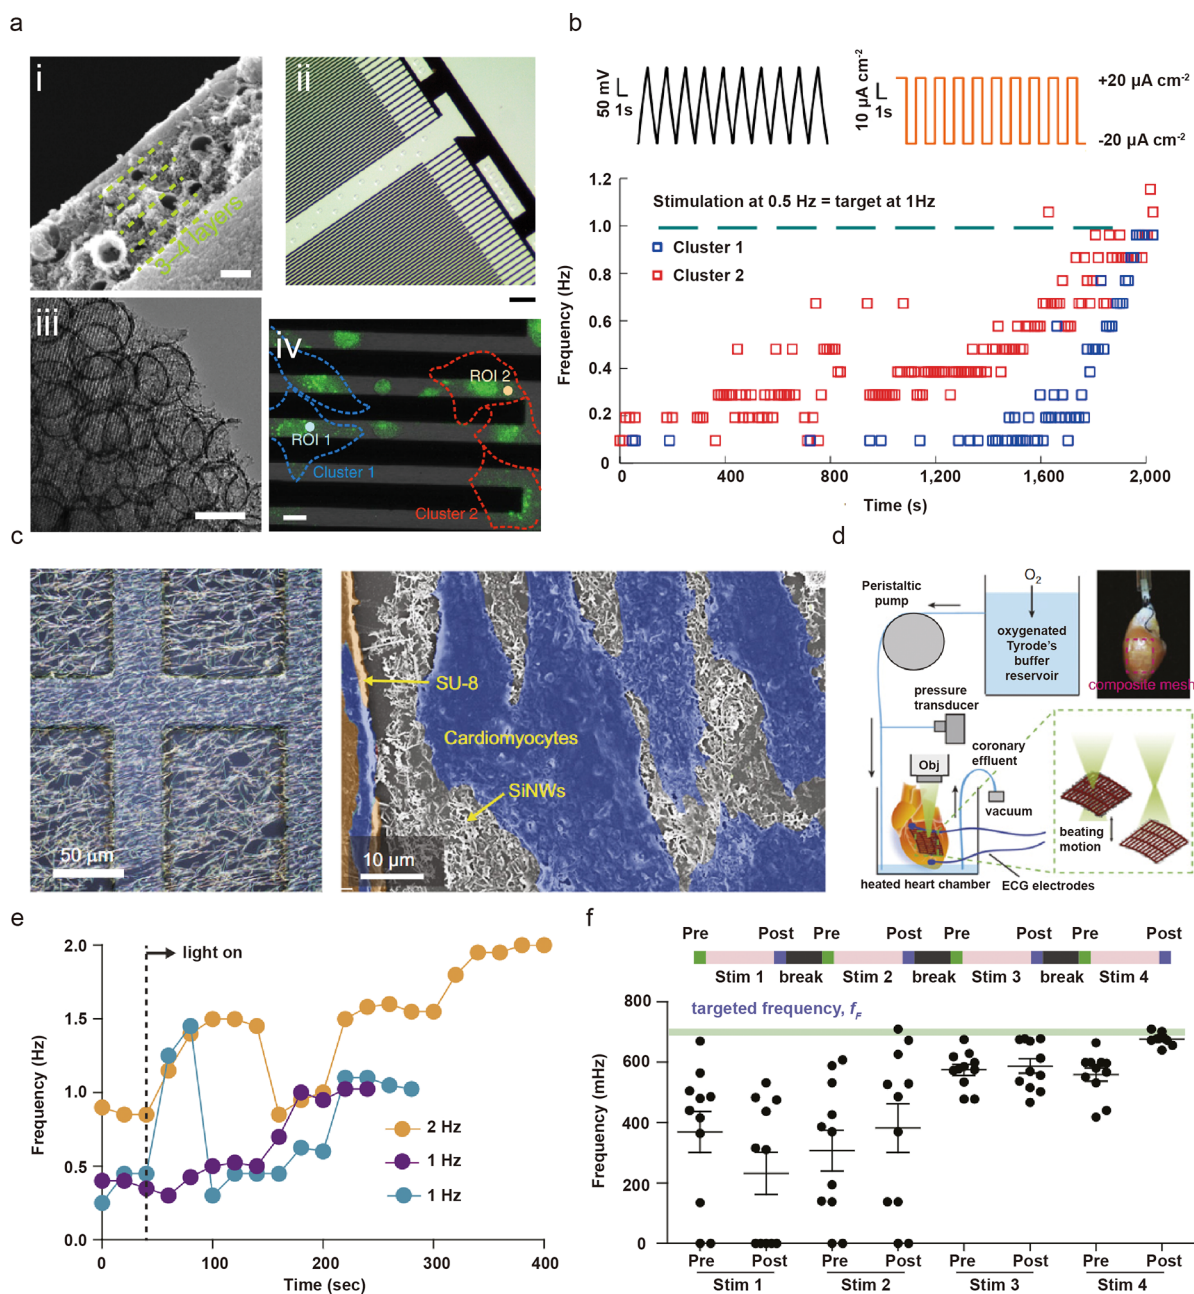 a
i
3–4 layers
ii
iii
iv
ROI 2
ROI 1
Cluster 1
Cluster 2
b
50 mV
1s
10 µA cm-2
1s
+20 µA cm-2
-20 µA cm-2
1.2
1.0
0.8
0.6
0.4
0.2
0
Frequency (Hz)
Stimulation at 0.5 Hz = target at 1Hz
Cluster 1
Cluster 2
0 400 800 1,200 1,600 2,000
Time (s)
c
50 µm
SU-8
Cardiomyocytes
SiNWs
10 µm
d
Peristaltic
pump
O2
oxygenated
Tyrode's
buffer
reservoir
composite mesh
pressure
transducer
coronary
effluent
Obj
vacuum
beating
motion
heated heart chamber
ECG electrodes
e
2.0
1.5
1.0
0.5
0.0
Frequency (Hz)
light on
2 Hz
1 Hz
1 Hz
0 100 200 300 400
Time (sec)
f
Pre Post Pre Post Pre Post Pre Post
Stim 1 break Stim 2 break Stim 3 break Stim 4
800
600
400
200
0
Frequency (mHz)
targeted frequency, fF
Pre Post Pre Post Pre Post Pre Post
Stim 1 Stim 2 Stim 3 Stim 4